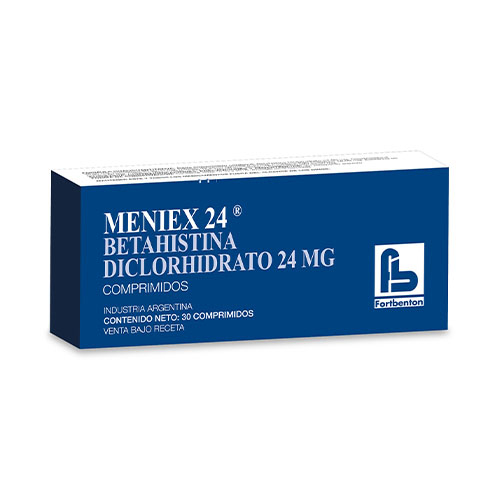 MENIEX 24®
BETAHISTINA
DICLORHIDRATO 24 MG
COMPRIMIDOS
INDUSTRIA ARGENTINA
CONTENIDO NETO: 30 COMPRIMIDOS
VENTA BAJO RECETA
Fortbenton